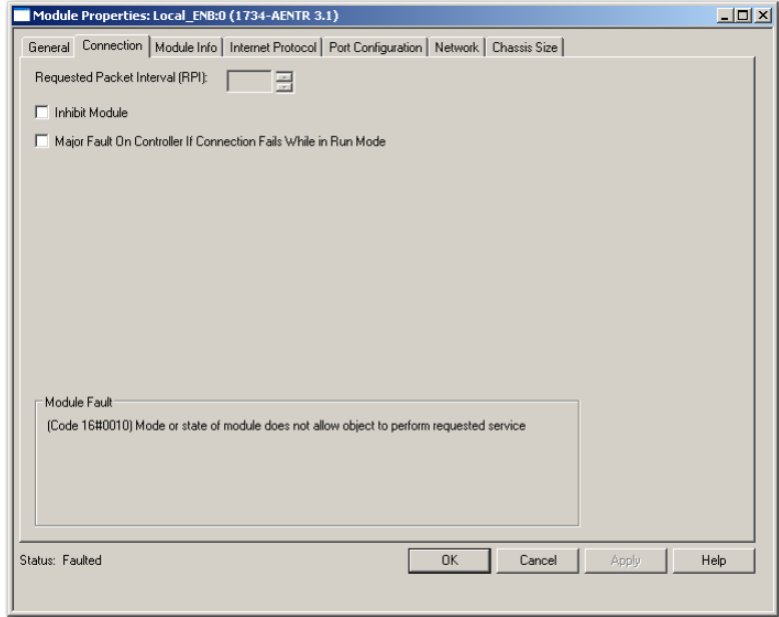 Module Properties: Local_ENB:0 (1734-AENTR 3.1)
General Connection Module Info Internet Protocol Port Configuration Network Chassis Size
Requested Packet Interval (RPI):
Inhibit Module
Major Fault On Controller If Connection Fails While in Run Mode
Module Fault
(Code 16#0010) Mode or state of module does not allow object to perform requested service
Status: Faulted OK Cancel Apply Help